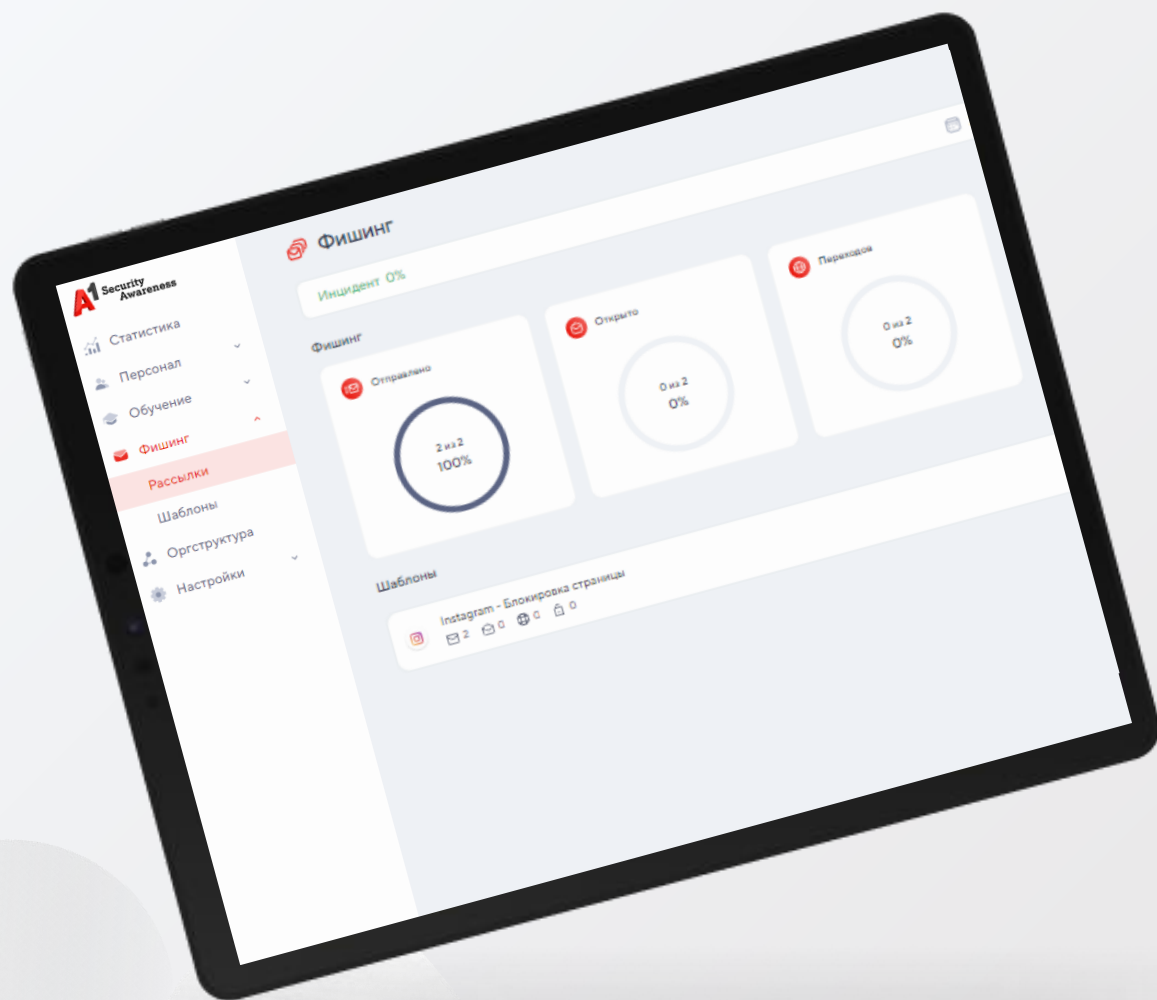 A1 Security
Awareness
Статистика
Персонал
Обучение
Фишинг
Рассылки
Шаблоны
Оргструктура
Настройки
Фишинг
Инцидент 0%
Фишинг
Отправлено
2 из 2
100%
Открыто
0 из 2
0%
Переходов
0 из 2
0%
Шаблоны
Instagram - Блокировка страницы
2 0 0 0